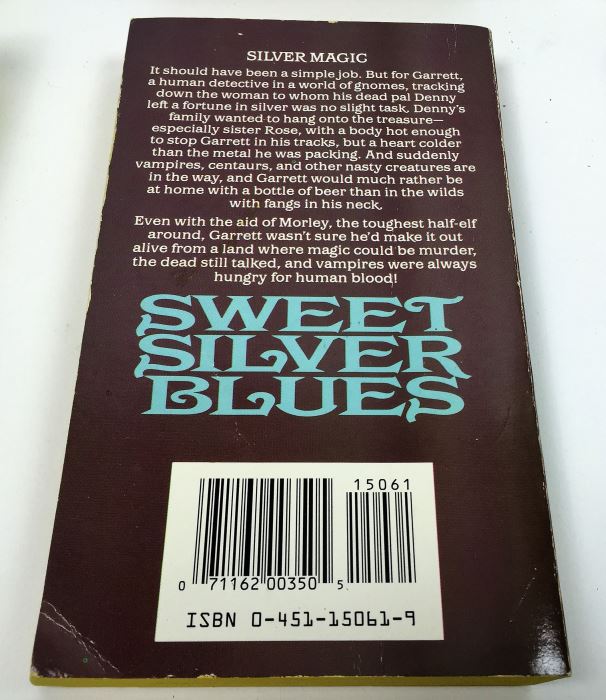 SILVER MAGIC
It should have been a simple job. But for Garrett,
a human detective in a world of gnomes, tracking
down the woman to whom his dead pal Denny
left a fortune in silver was no slight task. Denny's
family wanted to hang onto the treasure—
especially sister Rose, with a body hot enough
to stop Garrett in his tracks, but a heart colder
than the metal he was packing. And suddenly
vampires, centaurs, and other nasty creatures are
in the way, and Garrett would much rather be
at home with a bottle of beer than in the wilds
with fangs in his neck.
Even with the aid of Morley, the toughest half-elf
around, Garrett wasn't sure he'd make it out
alive from a land where magic could be murder,
the dead still talked, and vampires were always
hungry for human blood!
SWEET
SILVER
BLUES
15061
0 71162 00350 5
ISBN 0-451-15061-9